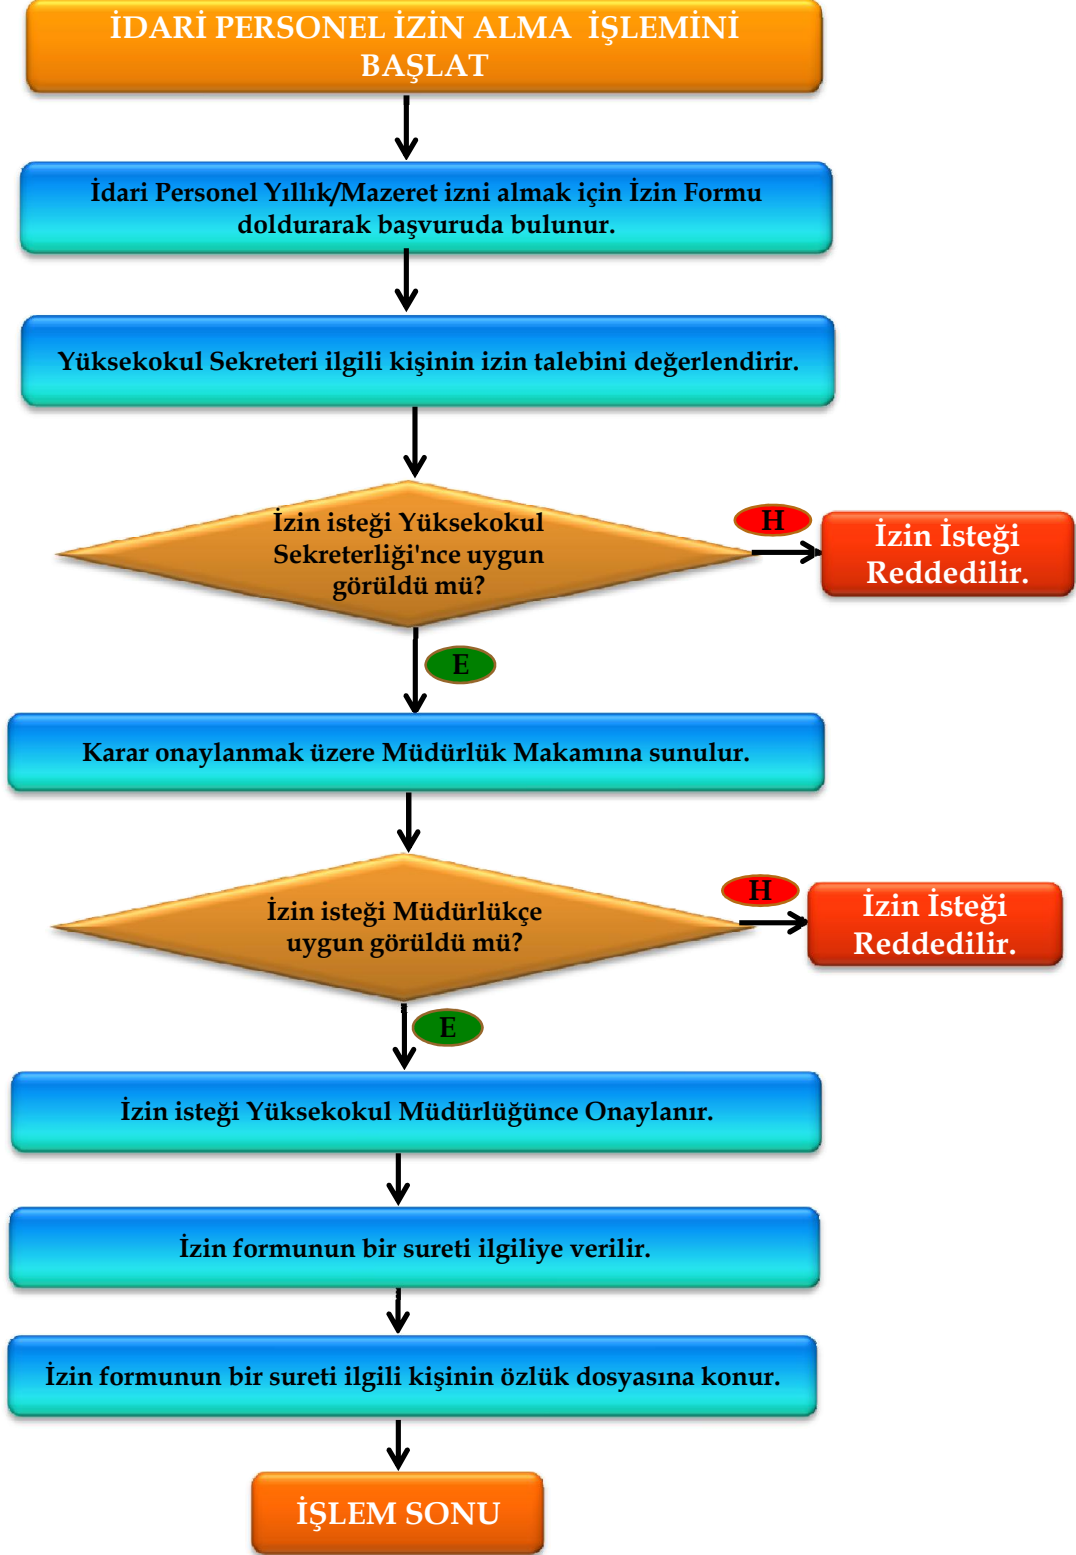 İDARİ PERSONEL İZİN ALMA İŞLEMİNİ
BAŞLAT
İdari Personel Yıllık/Mazeret izni almak için İzin Formu
doldurarak başvuruda bulunur.
Yüksekokul Sekreteri ilgili kişinin izin talebini değerlendirir.
İzin isteği Yüksekokul
Sekreterliği'nce uygun
görüldü mü?
H
İzin İsteği
Reddedilir.
E
Karar onaylanmak üzere Müdürlük Makamına sunulur.
İzin isteği Müdürlükçe
uygun görüldü mü?
H
İzin İsteği
Reddedilir.
E
İzin isteği Yüksekokul Müdürlüğünce Onaylanır.
İzin formunun bir sureti ilgiliye verilir.
İzin formunun bir sureti ilgili kişinin özlük dosyasına konur.
İŞLEM SONU